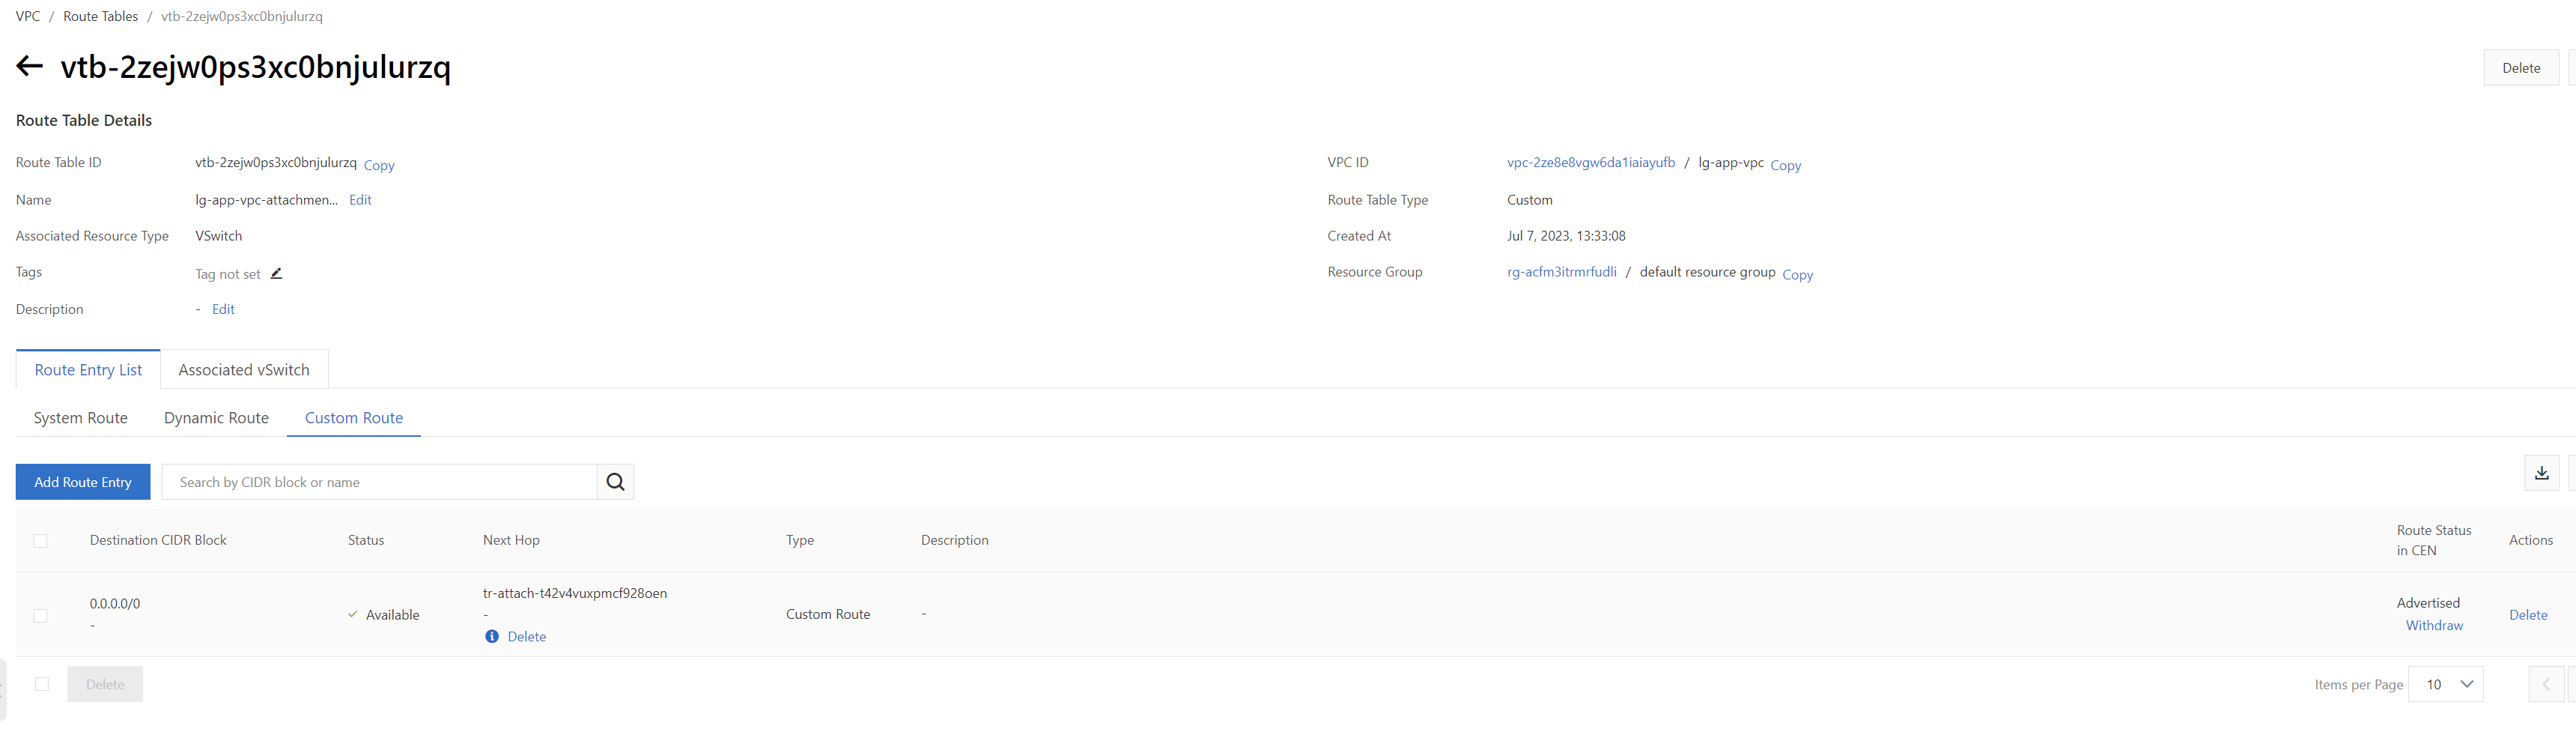 VPC / Route Tables / vtb-2zejw0ps3xc0bnjulurzq
vtb-2zejw0ps3xc0bnjulurzq
Delete
Route Table Details
Route Table ID vtb-2zejw0ps3xc0bnjulurzq Copy
VPC ID vpc-2ze8e8vgw6da1iaiayufb / lg-app-vpc Copy
Name lg-app-vpc-attachmen... Edit
Route Table Type Custom
Associated Resource Type VSwitch
Created At Jul 7, 2023, 13:33:08
Tags Tag not set
Resource Group rg-acfm3itrmrfudli / default resource group Copy
Description - Edit
Route Entry List Associated vSwitch
System Route Dynamic Route Custom Route
Add Route Entry Search by CIDR block or name
Destination CIDR Block Status Next Hop Type Description Route Status in CEN Actions
0.0.0.0/0
-
Available
tr-attach-t42v4vuxpmcf928oen
-
Delete
Custom Route
-
Advertised
Withdraw
Delete
Delete
Items per Page 10